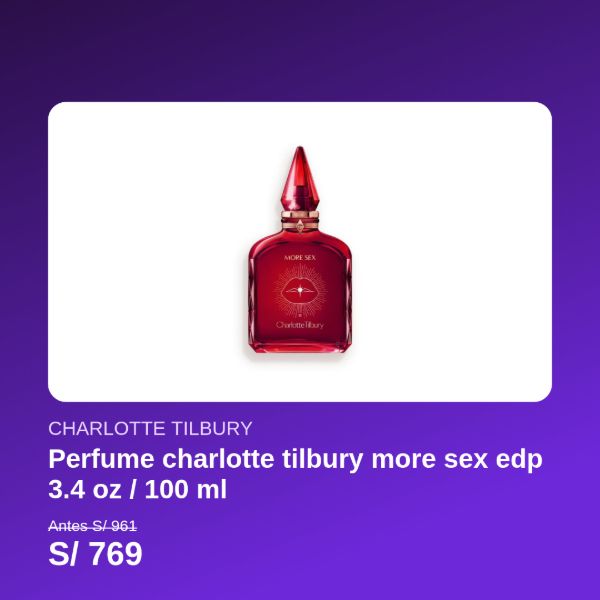 MORE SEX
Charlotte Tilbury
CHARLOTTE TILBURY
Perfume charlotte tilbury more sex edp
3.4 oz / 100 ml
Antes S/ 961
S/ 769